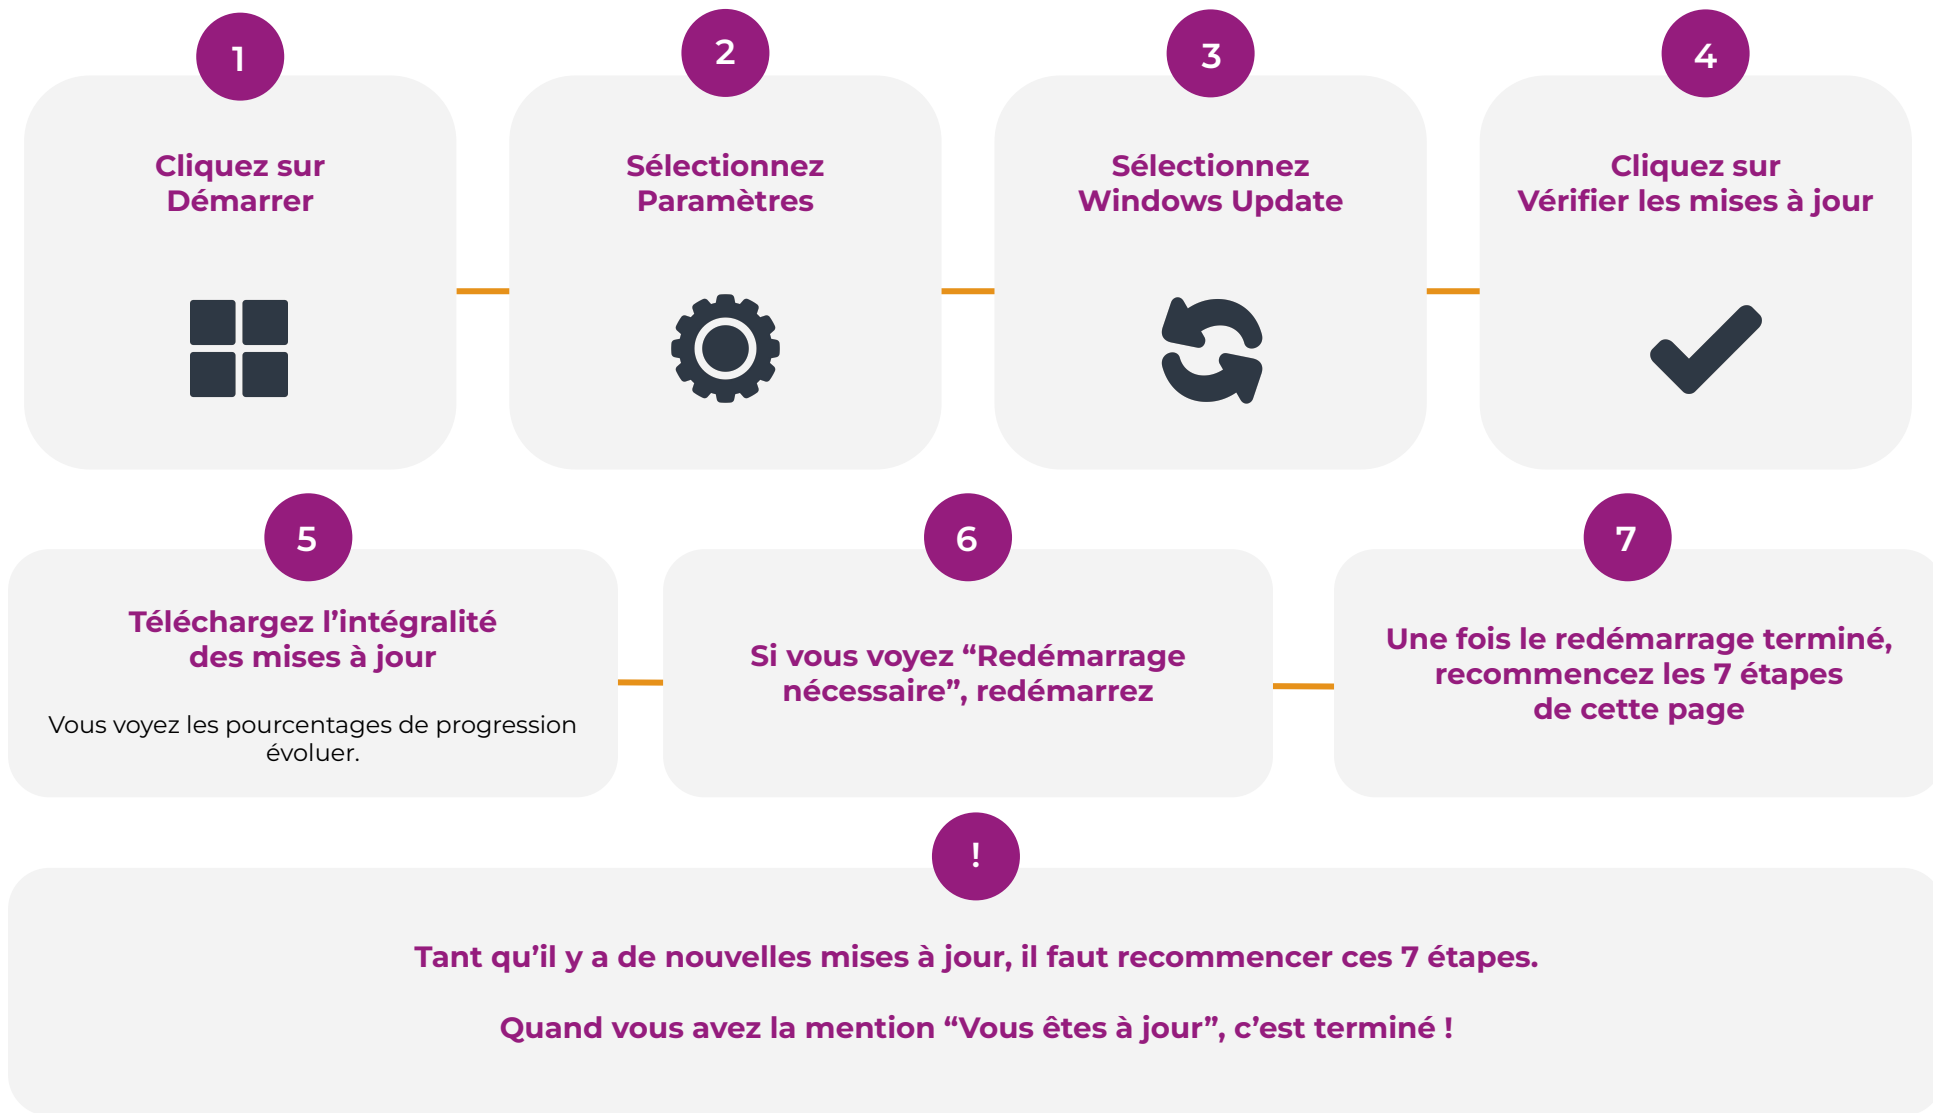 1
Cliquez sur
Démarrer
2
Sélectionnez
Paramètres
3
Sélectionnez
Windows Update
4
Cliquez sur
Vérifier les mises à jour
5
Téléchargez l’intégralité
des mises à jour
Vous voyez les pourcentages de progression
évoluer.
6
Si vous voyez “Redémarrage
nécessaire”, redémarrez
7
Une fois le redémarrage terminé,
recommencez les 7 étapes
de cette page
!
Tant qu’il y a de nouvelles mises à jour, il faut recommencer ces 7 étapes.
Quand vous avez la mention “Vous êtes à jour”, c’est terminé !